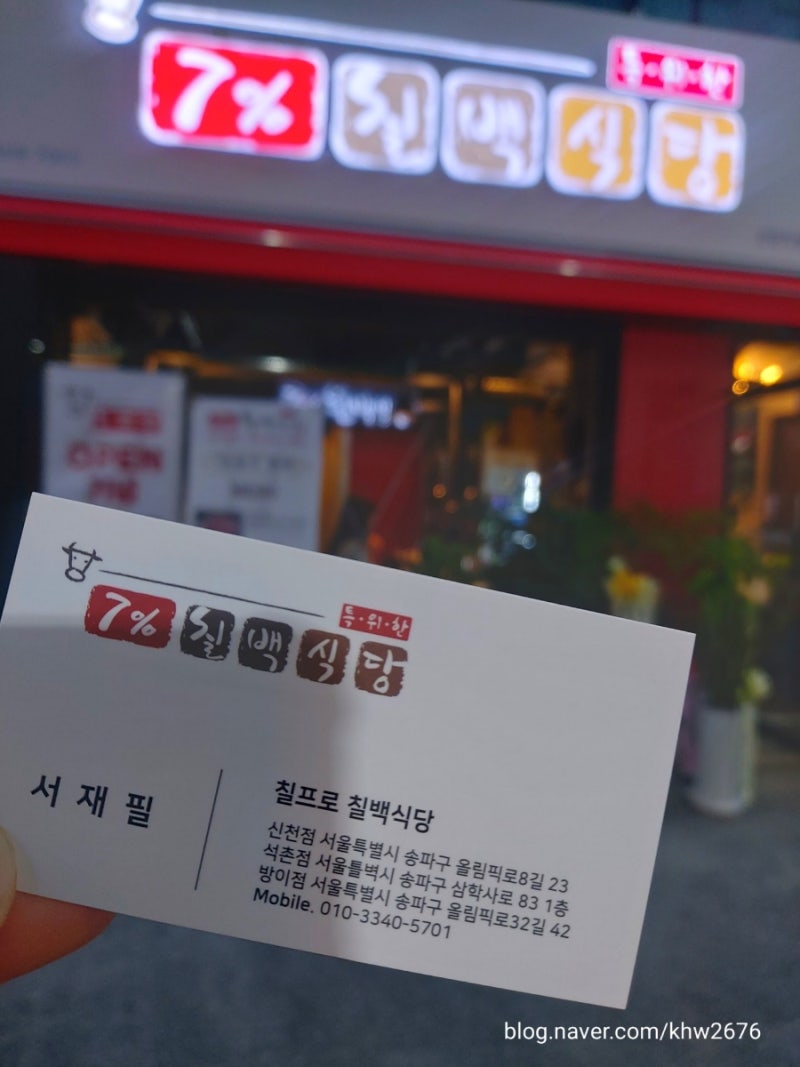 7% 칠백식당
특·위·한
OPEN
7% 칠백식당
특·위·한
서재필
칠프로 칠백식당
신천점 서울특별시 송파구 올림픽로8길 23
석촌점 서울틀벽시 송파구 삼학사로 83 1층
방이점 서울특별시 송파구 올림픽로32길 42
Mobile. 010-3340-5701
blog.naver.com/khw2676